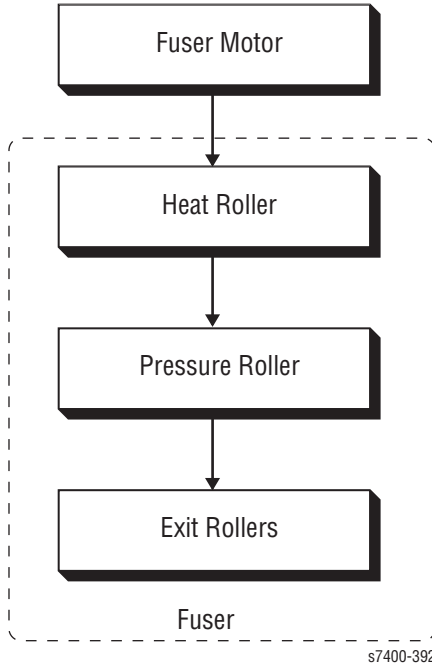 Fuser Motor
Heat Roller
Pressure Roller
Exit Rollers
Fuser
s7400-392